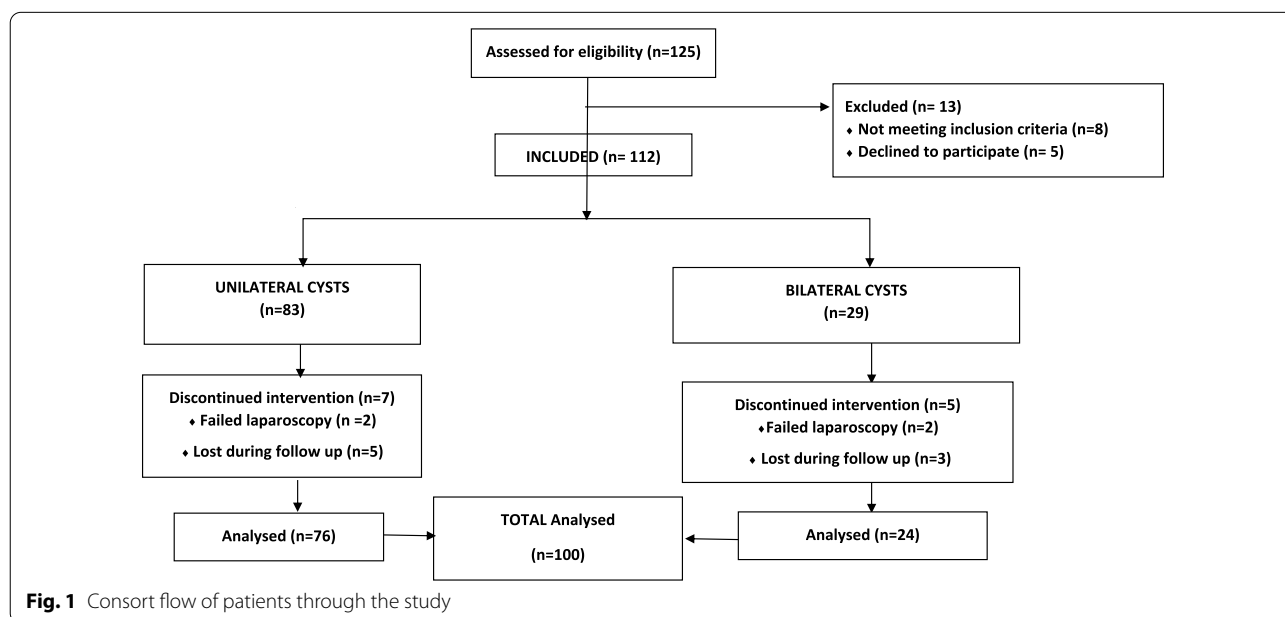 Assessed for eligibility (n=125)
Excluded (n= 13)
♦ Not meeting inclusion criteria (n=8)
♦ Declined to participate (n= 5)
INCLUDED (n= 112)
UNILATERAL CYSTS
(n=83)
BILATERAL CYSTS
(n=29)
Discontinued intervention (n=7)
♦ Failed laparoscopy (n =2)
♦ Lost during follow up (n=5)
Discontinued intervention (n=5)
♦Failed laparoscopy (n=2)
♦ Lost during follow up (n=3)
Analysed (n=76)
TOTAL Analysed
(n=100)
Analysed (n=24)
Fig. 1 Consort flow of patients through the study